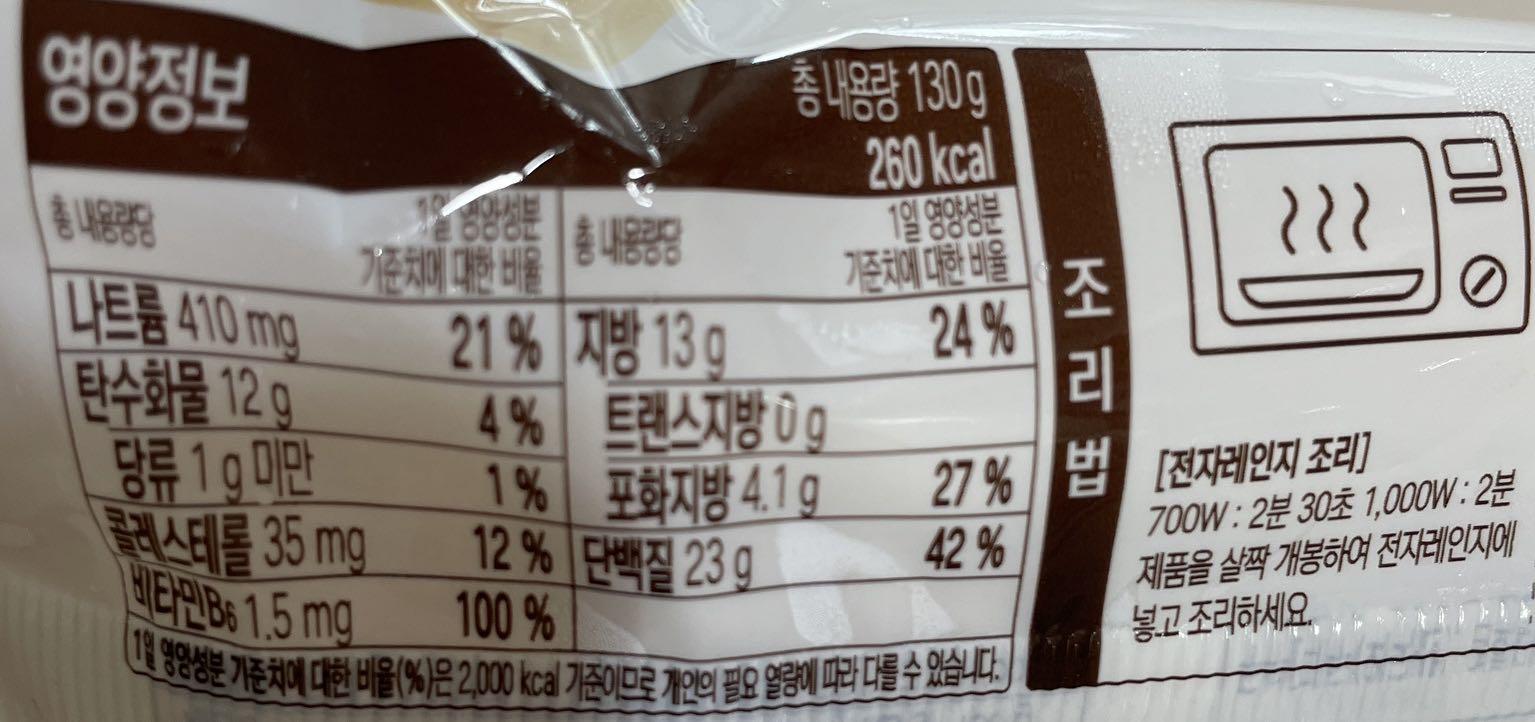 영양정보
총 내용량 130 g
260 kcal
총 내용량당
1일 영양성분
기준치에 대한 비율
총 내용량당
1일 영양성분
기준치에 대한 비율
나트륨 410 mg 21 %
탄수화물 12 g 4 %
당류 1 g 미만 1 %
콜레스테롤 35 mg 12 %
비타민B6 1.5 mg 100 %
지방 13 g 24 %
트랜스지방 0 g
포화지방 4.1 g 27 %
단백질 23 g 42 %
1일 영양성분 기준치에 대한 비율(%)은 2,000 kcal 기준이므로 개인의 필요 열량에 따라 다를 수 있습니다.
조리법
[전자레인지 조리]
700W : 2분 30초 1,000W : 2분
제품을 살짝 개봉하여 전자레인지에
넣고 조리하세요.